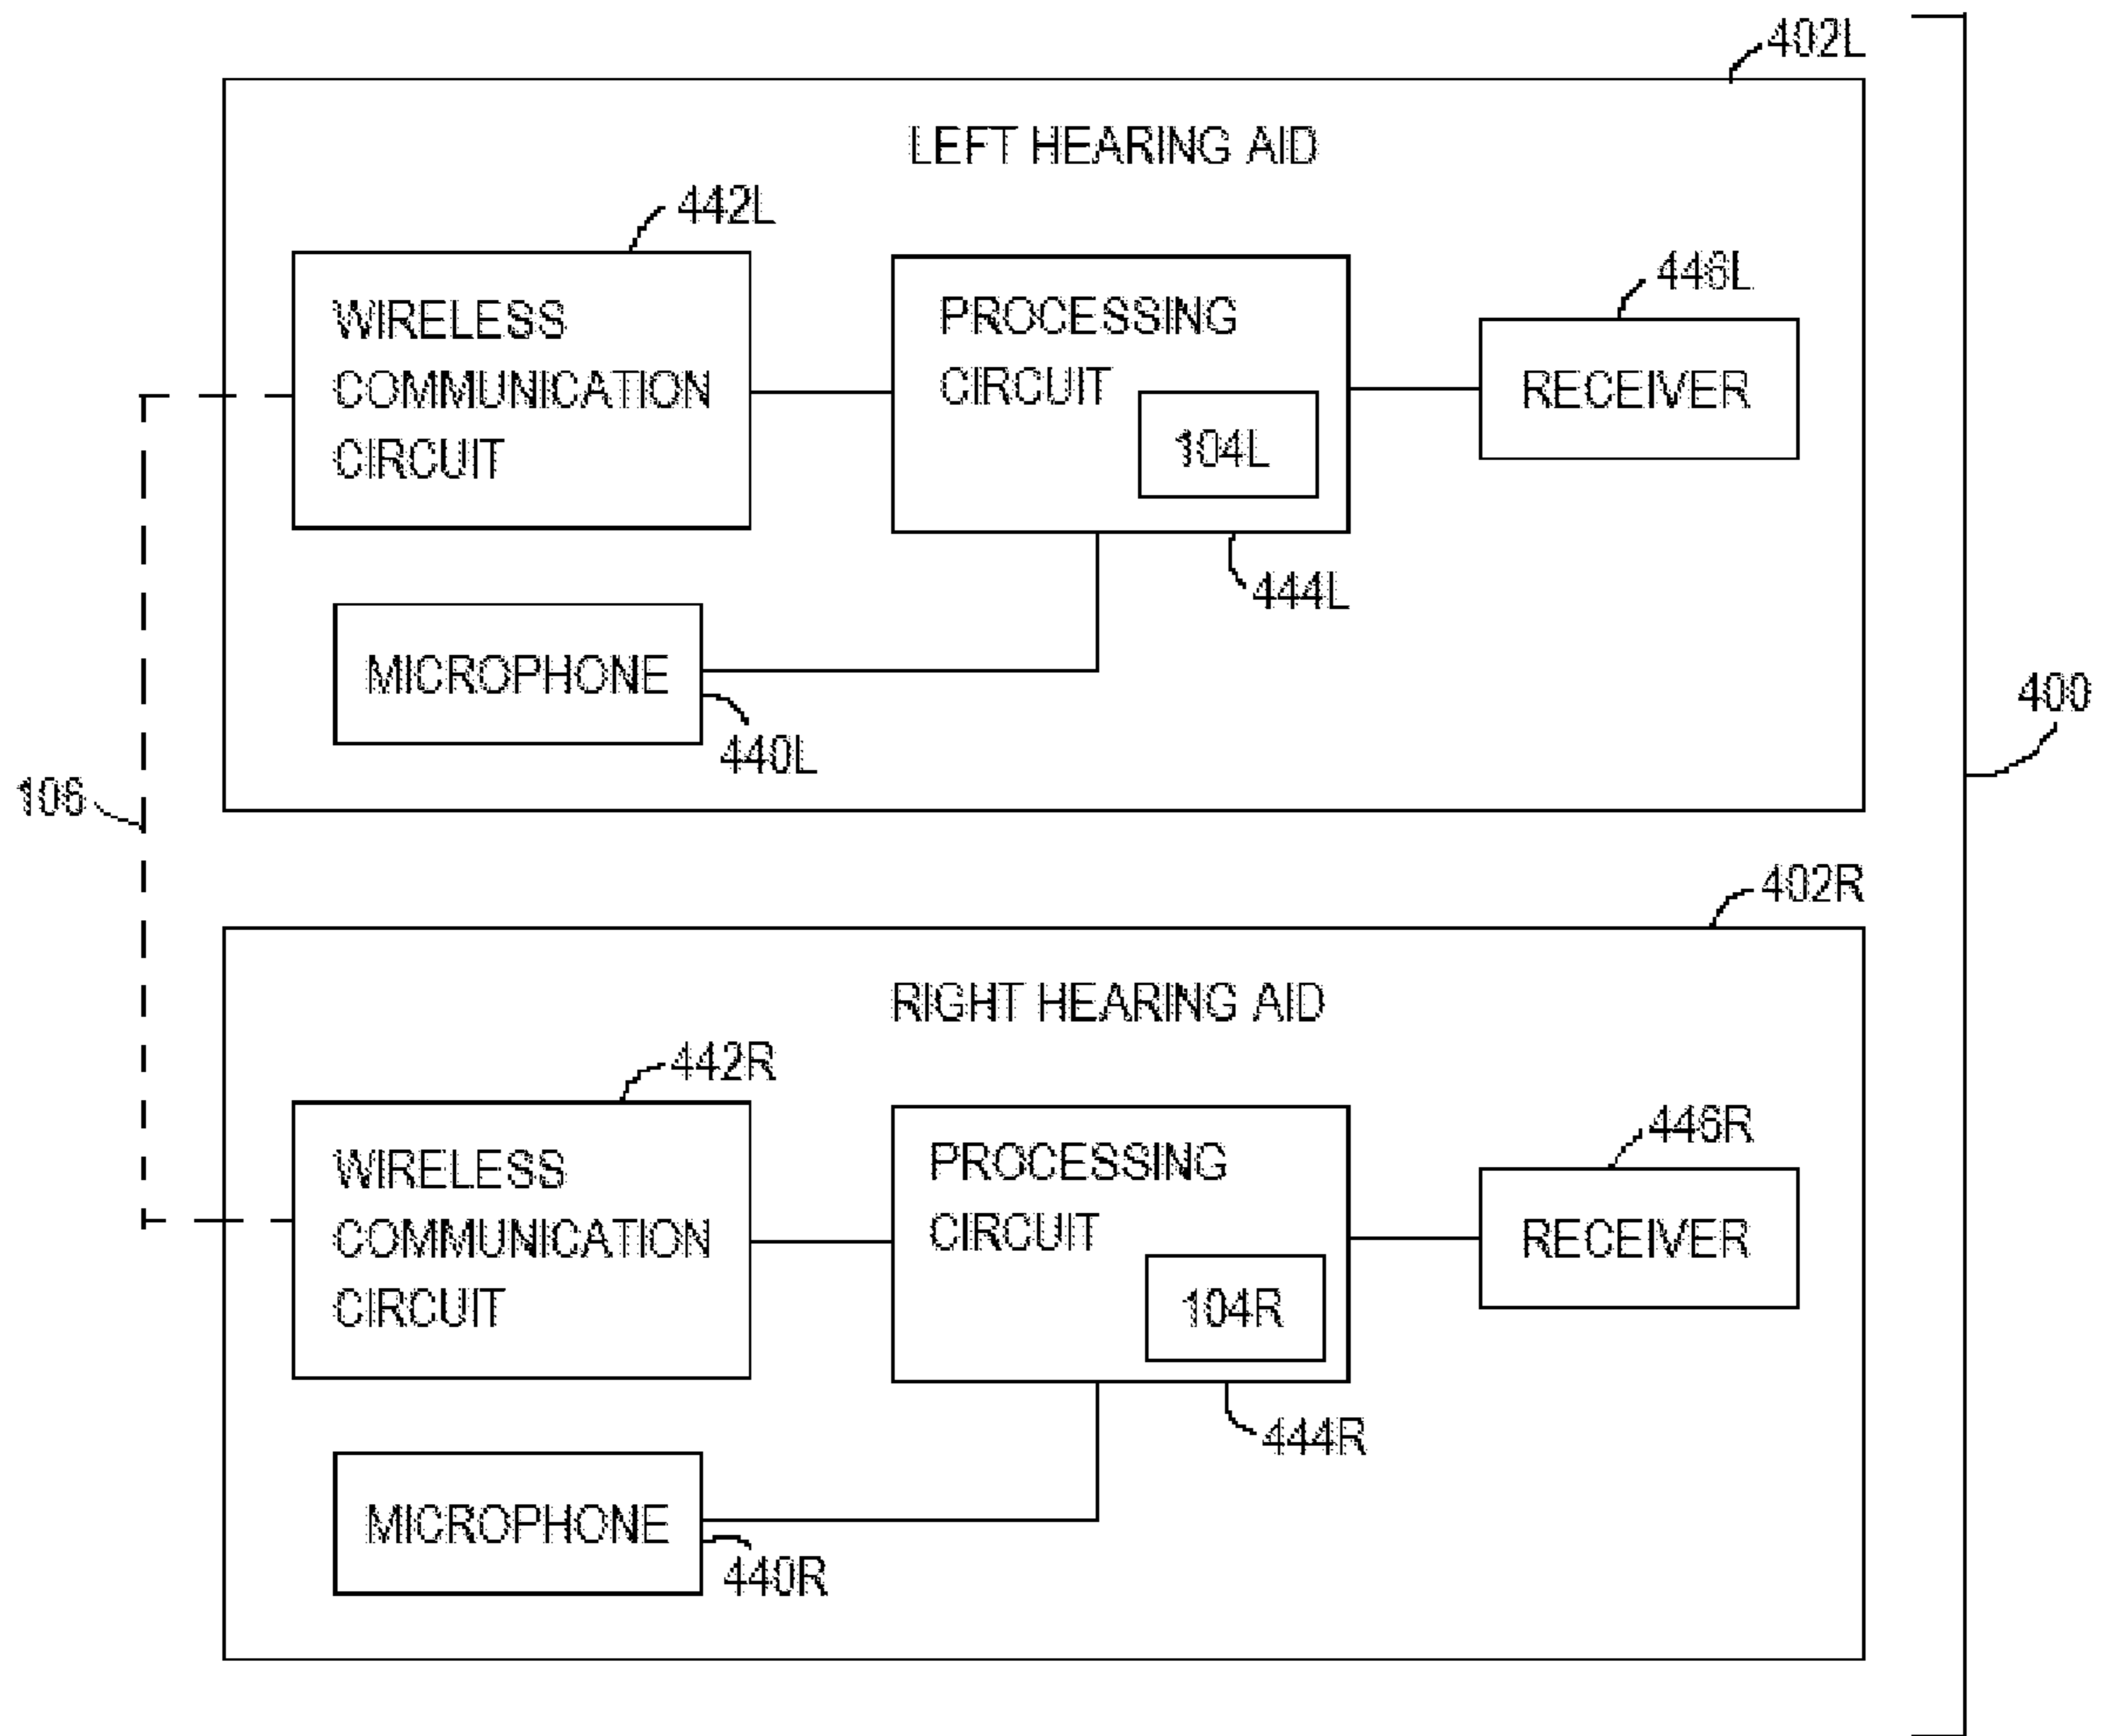 402L
LEFT HEARING AID
442L
WIRELESS
COMMUNICATION
CIRCUIT
PROCESSING
CIRCUIT
104L
446L
RECEIVER
444L
MICROPHONE
440L
400
106
402R
RIGHT HEARING AID
442R
WIRELESS
COMMUNICATION
CIRCUIT
PROCESSING
CIRCUIT
104R
446R
RECEIVER
444R
MICROPHONE
440R